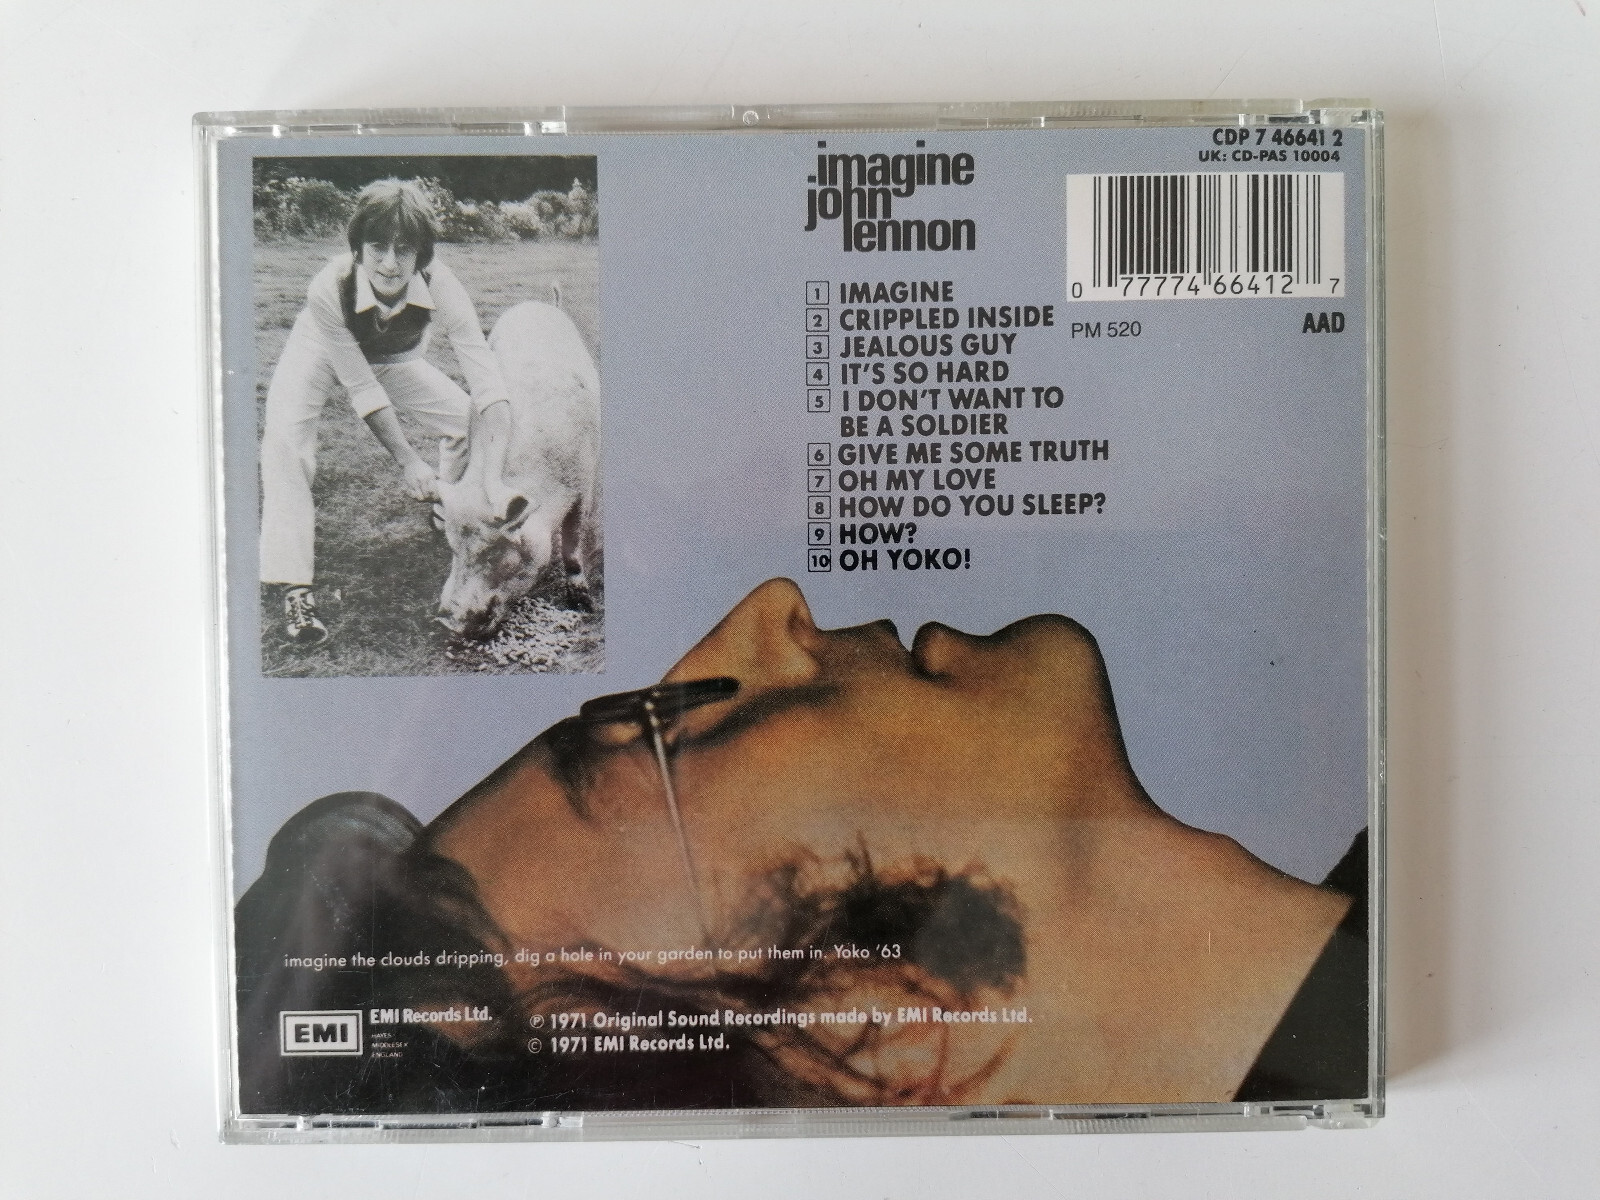 imagine
john
lennon
CDP 7 46641 2
UK: CD-PAS 10004
0 77774 66412 7
PM 520
AAD
1 IMAGINE
2 CRIPPLED INSIDE
3 JEALOUS GUY
4 IT'S SO HARD
5 I DON'T WANT TO
BE A SOLDIER
6 GIVE ME SOME TRUTH
7 OH MY LOVE
8 HOW DO YOU SLEEP?
9 HOW?
10 OH YOKO!
imagine the clouds dripping, dig a hole in your garden to put them in. Yoko '63
EMI
EMI Records Ltd.
HAYES
MIDDLESEX
ENGLAND
℗ 1971 Original Sound Recordings made by EMI Records Ltd.
© 1971 EMI Records Ltd.